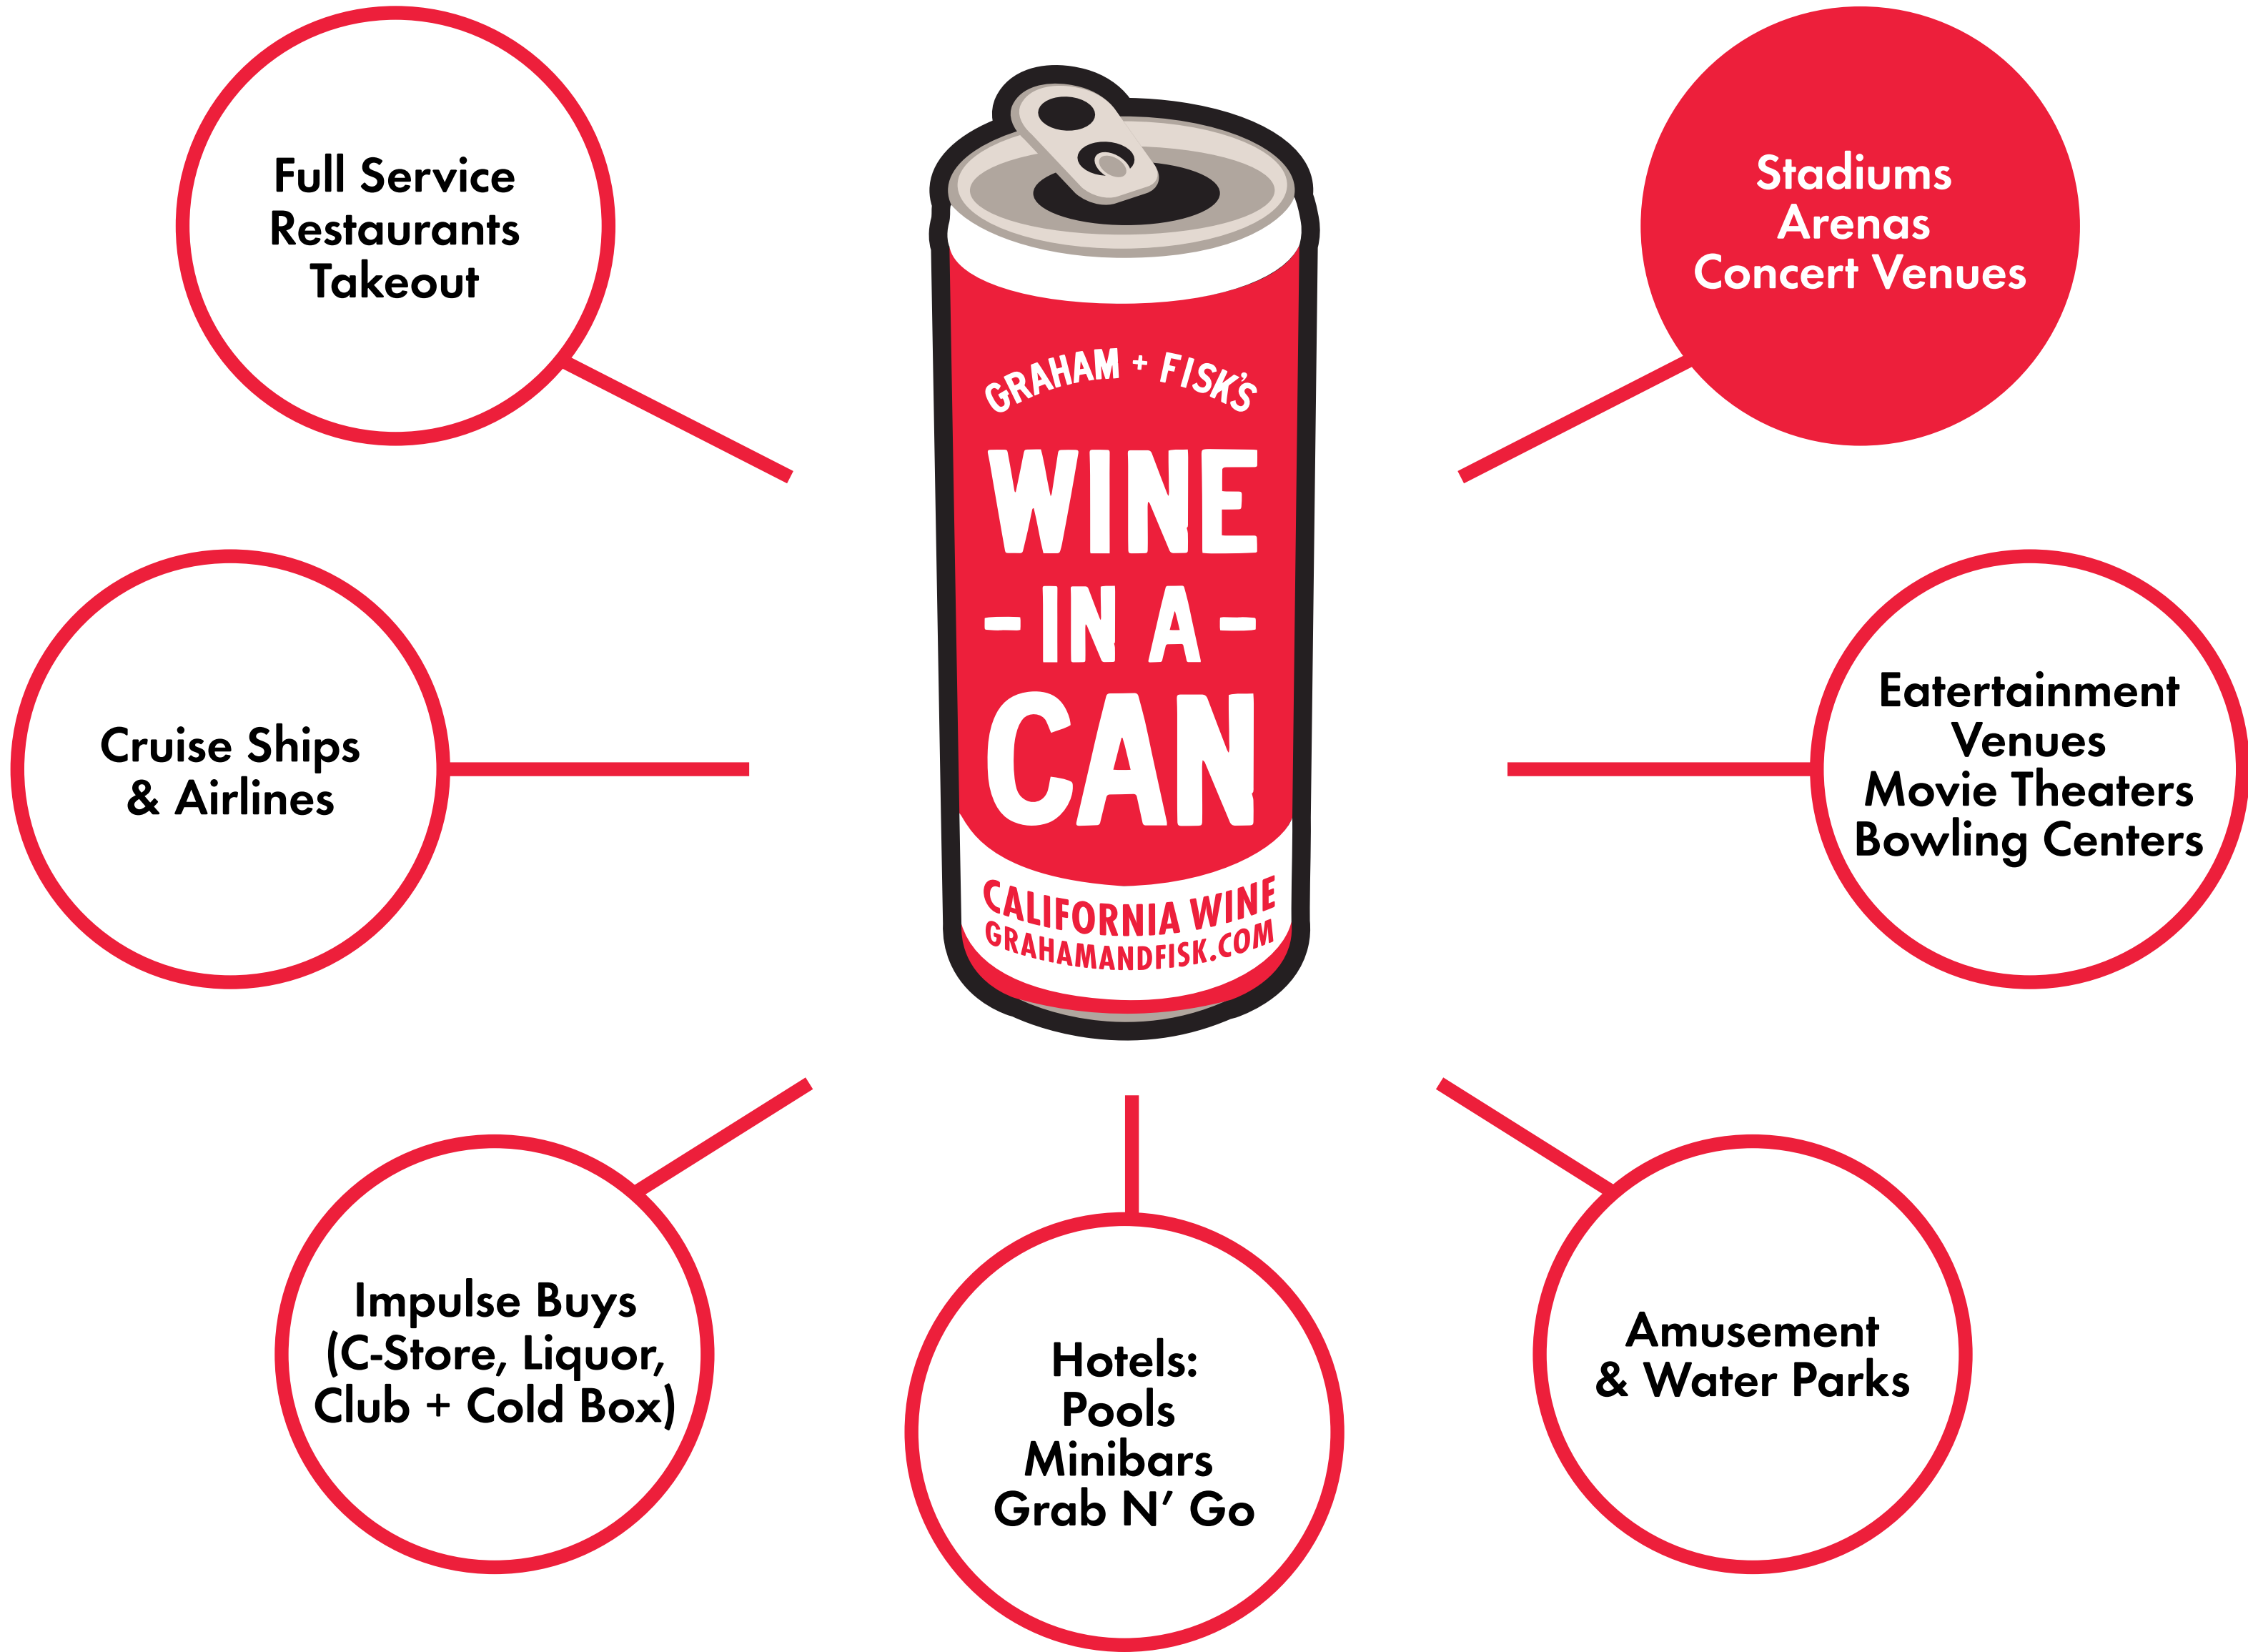 Full Service
Restaurants
Takeout
Stadiums
Arenas
Concert Venues
GRAHAM + FISK'S
WINE
- IN A -
CAN
CALIFORNIA WINE
GRAHAMANDFISK.COM
Cruise Ships
& Airlines
Eatertainment
Venues
Movie Theaters
Bowling Centers
Impulse Buys
(C-Store, Liquor,
Club + Cold Box)
Hotels:
Pools
Minibars
Grab N’ Go
Amusement
& Water Parks